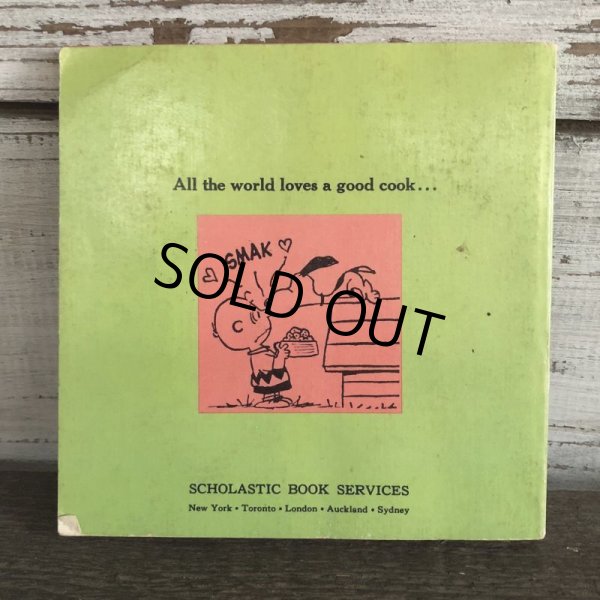 All the world loves a good cook...
SMAK
SOLD OUT
SCHOLASTIC BOOK SERVICES
New York • Toronto • London • Auckland • Sydney